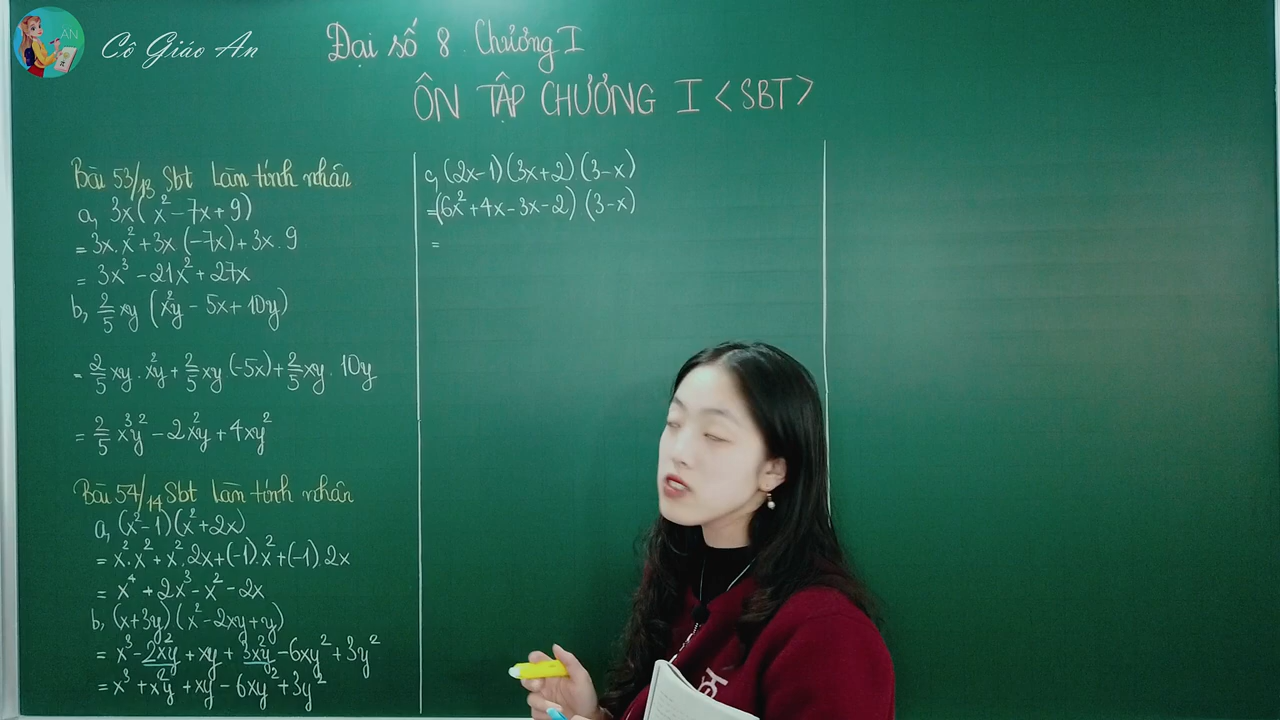 AN
Cô Giáo An
Đại số 8. Chương I
ÔN TẬP CHƯƠNG I <SBT>
Bài 53/13 Sbt Làm tính nhân
a, 3x(x²-7x+9)
= 3x.x²+3x(-7x)+3x.9
= 3x³-21x²+27x
b, 2/5 xy (x²y - 5x + 10y)
= 2/5 xy.x²y + 2/5 xy.(-5x) + 2/5 xy.10y
= 2/5 x³y² - 2x²y + 4xy²
Bài 54/14 Sbt Làm tính nhân
a, (x²-1)(x²+2x)
= x².x²+x².2x+(-1).x²+(-1).2x
= x⁴+2x³-x²-2x
b, (x+3y)(x²-2xy+y)
= x³-2x²y+xy+3x²y-6xy²+3y²
= x³+x²y+xy-6xy²+3y²
c, (2x-1)(3x+2)(3-x)
=(6x²+4x-3x-2)(3-x)
=